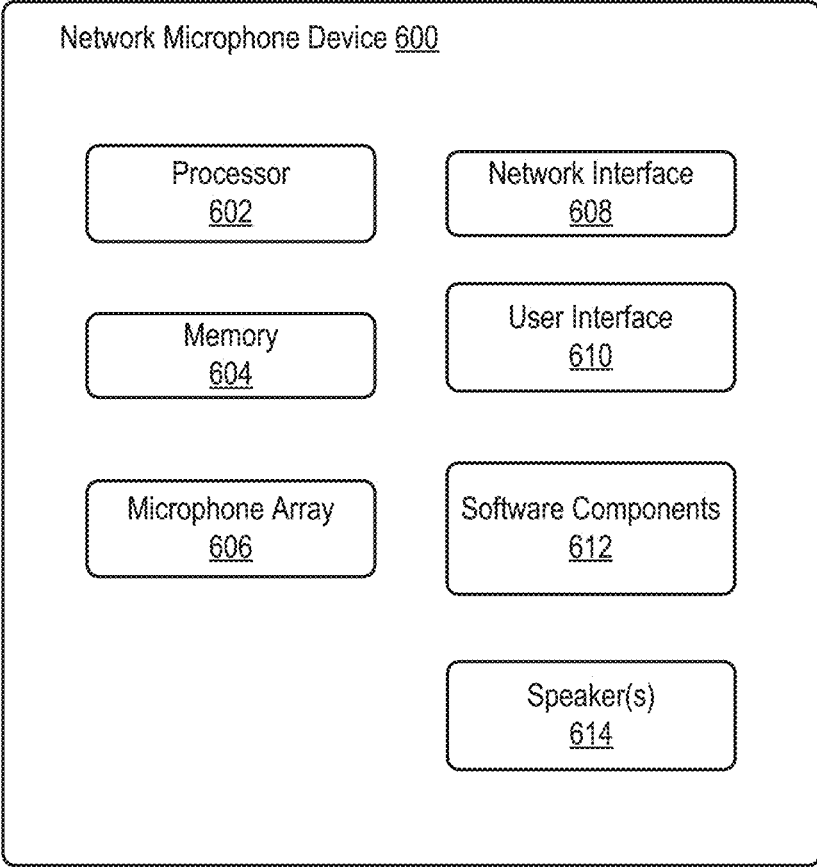 Network Microphone Device 600
Processor
602
Network Interface
608
Memory
604
User Interface
610
Microphone Array
606
Software Components
612
Speaker(s)
614